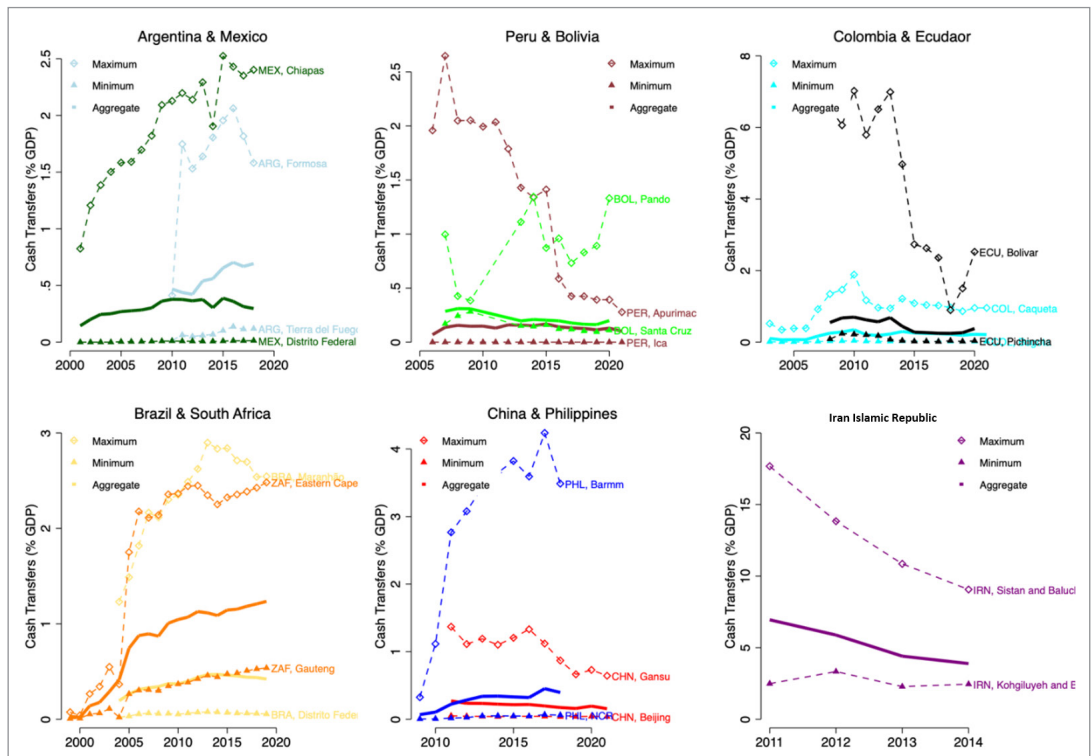 Argentina & Mexico
Cash Transfers (% GDP)
2.5
2
1.5
1
.5
0
Maximum
Minimum
Aggregate
MEX, Chiapas
ARG, Formosa
ARG, Tierra del Fuego
MEX, Distrito Federal
2000 2005 2010 2015 2020
Peru & Bolivia
Cash Transfers (% GDP)
2.5
2
1.5
1
.5
0
Maximum
Minimum
Aggregate
BOL, Pando
PER, Apurimac
BOL, Santa Cruz
PER, Ica
2005 2010 2015 2020
Colombia & Ecudaor
Cash Transfers (% GDP)
8
6
4
2
0
Maximum
Minimum
Aggregate
ECU, Bolivar
COL, Caqueta
ECU, Pichincha
2005 2010 2015 2020
Brazil & South Africa
Cash Transfers (% GDP)
3
2
1
0
Maximum
Minimum
Aggregate
BRA, Maranhão
ZAF, Eastern Cape
ZAF, Gauteng
BRA, Distrito Feder
2000 2005 2010 2015 2020
China & Philippines
Cash Transfers (% GDP)
4
3
2
1
0
Maximum
Minimum
Aggregate
PHL, Barmm
CHN, Gansu
PHL, NCR
CHN, Beijing
2010 2015 2020
Iran Islamic Republic
Cash Transfers (% GDP)
20
15
10
5
0
Maximum
Minimum
Aggregate
IRN, Sistan and Balucl
IRN, Kohgiluyeh and B
2011 2012 2013 2014